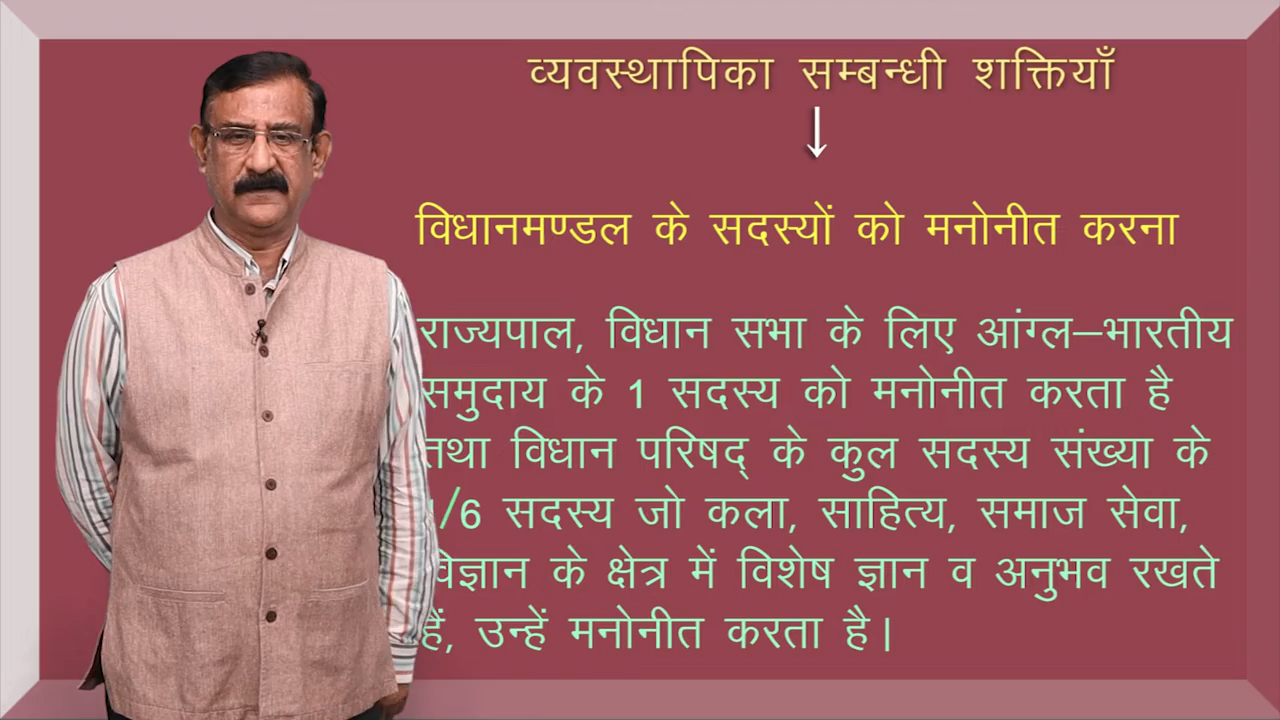 व्यवस्थापिका सम्बन्धी शक्तियाँ
↓
विधानमण्डल के सदस्यों को मनोनीत करना
राज्यपाल, विधान सभा के लिए आंग्ल–भारतीय
समुदाय के 1 सदस्य को मनोनीत करता है
तथा विधान परिषद् के कुल सदस्य संख्या के
1/6 सदस्य जो कला, साहित्य, समाज सेवा,
विज्ञान के क्षेत्र में विशेष ज्ञान व अनुभव रखते
हैं, उन्हें मनोनीत करता है।